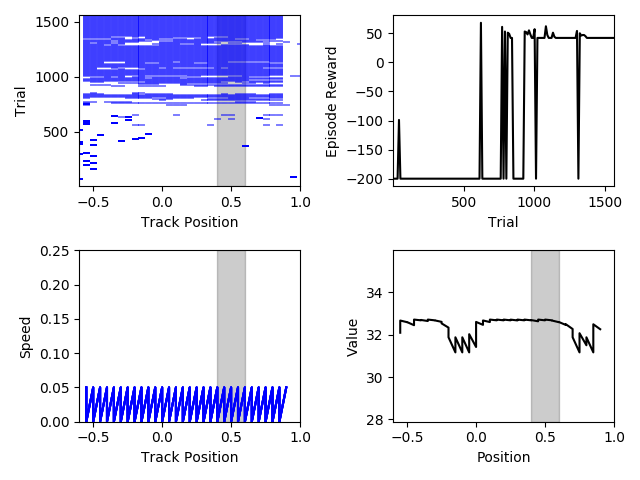 1500
1000
500
Trial
−0.5 0.0 0.5 1.0
Track Position
50
0
−50
−100
−150
−200
Episode Reward
500 1000 1500
Trial
0.25
0.20
0.15
0.10
0.05
0.00
Speed
−0.5 0.0 0.5 1.0
Track Position
34
32
30
28
Value
−0.5 0.0 0.5 1.0
Position